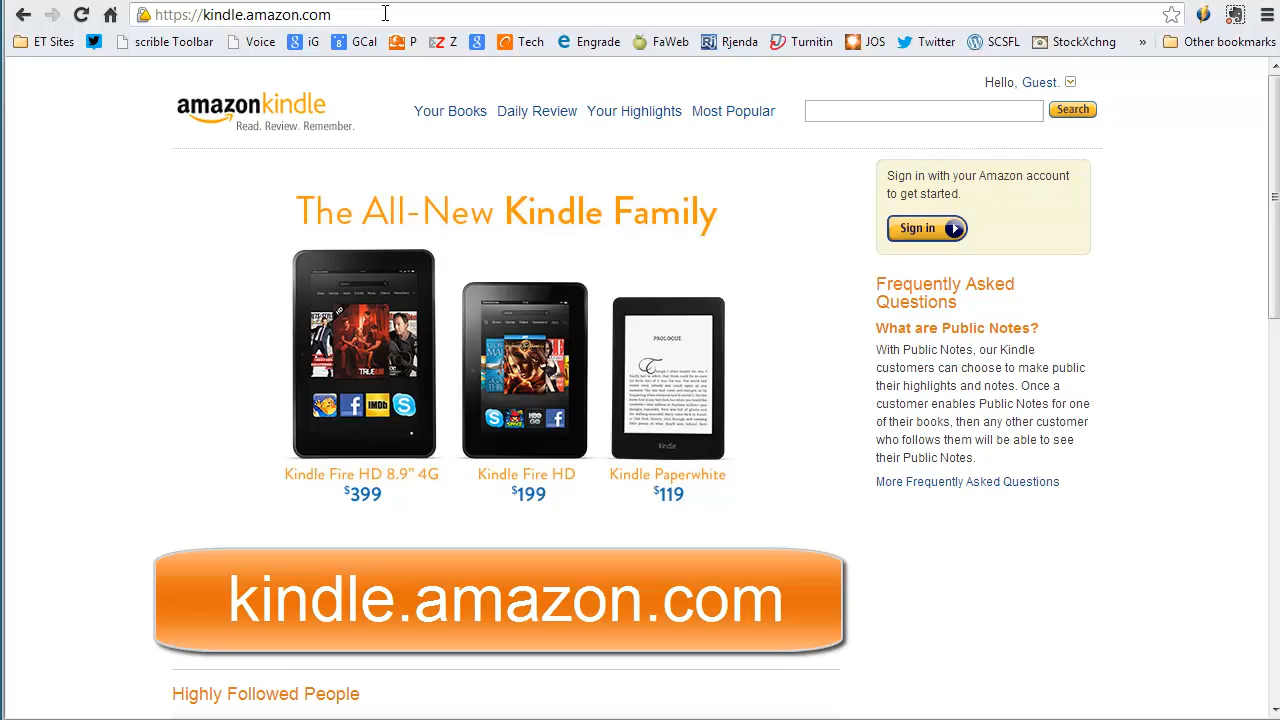 https://kindle.amazon.com
ET Sites scrible Toolbar Voice iG GCal P Z Tech Engrade FaWeb Rjenda Turnitin JOS Twitter SCSFL StockXchng » Other bookmarks
Hello, Guest.
amazonkindle
Read. Review. Remember.
Your Books Daily Review Your Highlights Most Popular
Search
Sign in with your Amazon account
to get started.
Sign in
The All-New Kindle Family
PROLOGUE
kindle
Kindle Fire HD 8.9" 4G
$399
Kindle Fire HD
$199
Kindle Paperwhite
$119
Frequently Asked
Questions
What are Public Notes?
With Public Notes, our Kindle
customers can choose to make public
their highlights and notes. Once a
customer turns on Public Notes for one
of their books, then any other customer
who follows them will be able to see
their Public Notes.
More Frequently Asked Questions
kindle.amazon.com
Highly Followed People